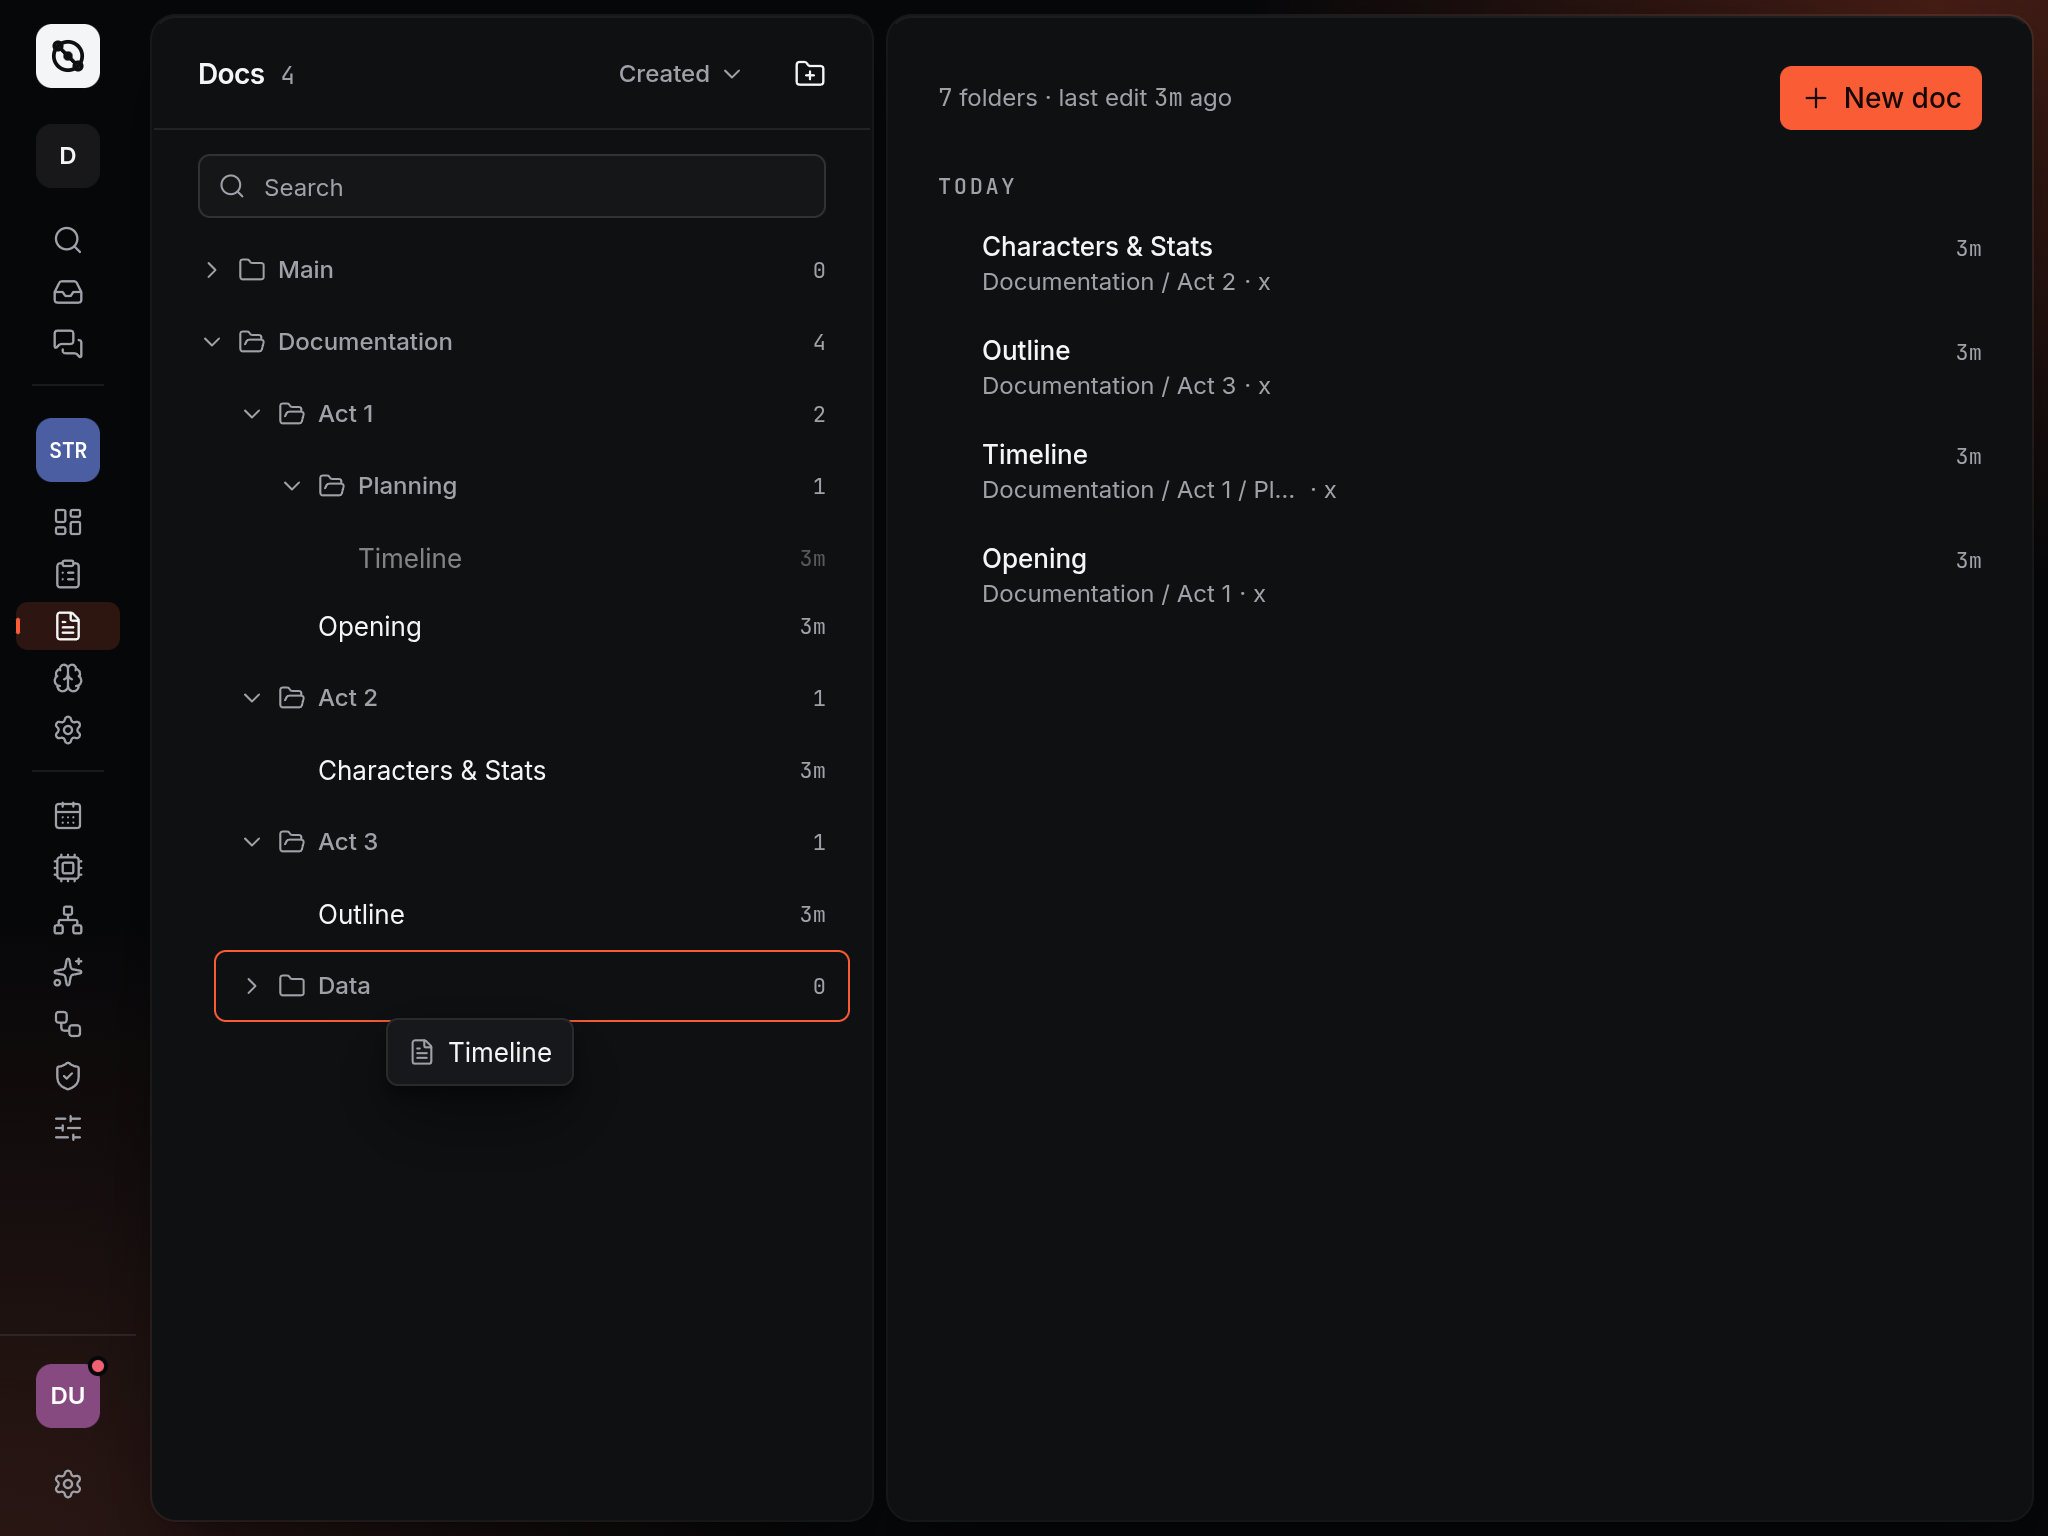 D
STR
DU
Docs 4
Created
Search
Main 0
Documentation 4
Act 1 2
Planning 1
Timeline 3m
Opening 3m
Act 2 1
Characters & Stats 3m
Act 3 1
Outline 3m
Data 0
Timeline
7 folders · last edit 3m ago
New doc
TODAY
Characters & Stats 3m
Documentation / Act 2 · x
Outline 3m
Documentation / Act 3 · x
Timeline 3m
Documentation / Act 1 / Pl... · x
Opening 3m
Documentation / Act 1 · x